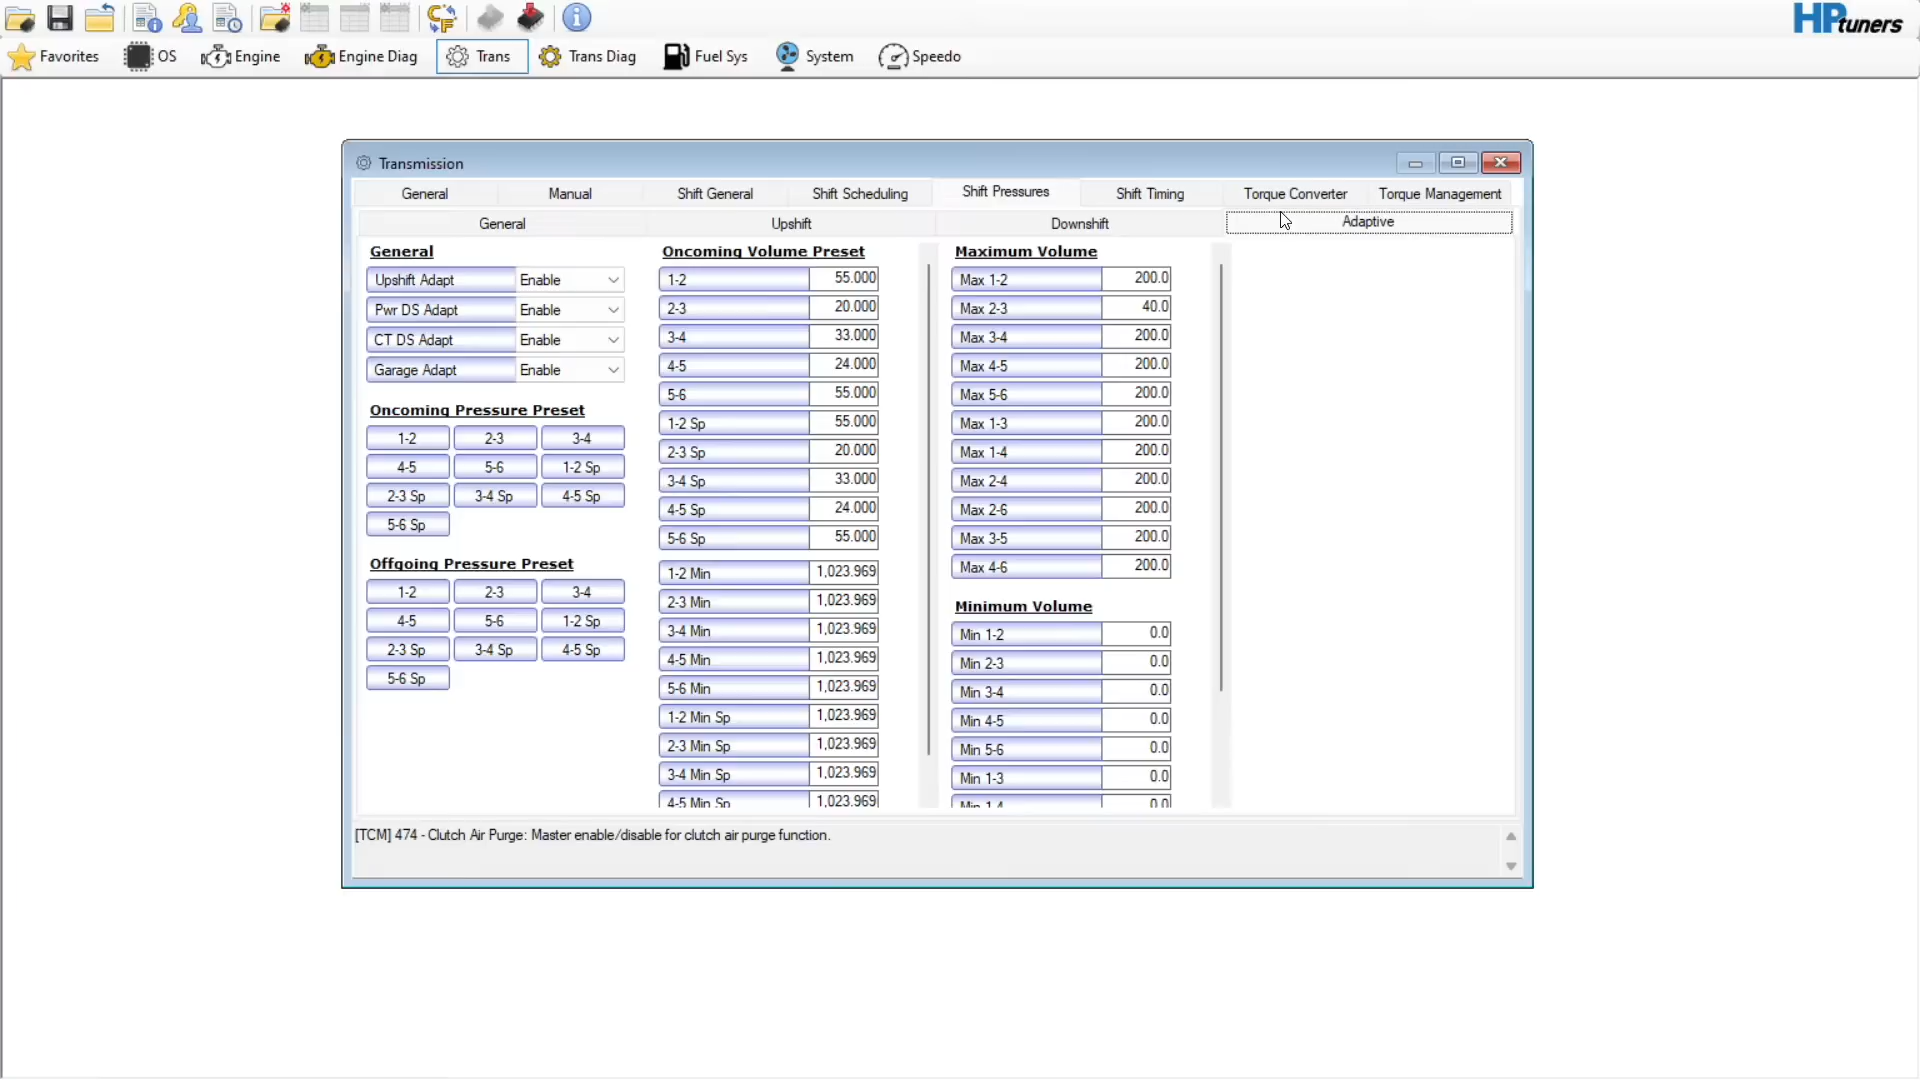 HPtuners
Favorites OS Engine Engine Diag Trans Trans Diag Fuel Sys System Speedo
Transmission
General Manual Shift General Shift Scheduling Shift Pressures Shift Timing Torque Converter Torque Management
General Upshift Downshift Adaptive
General
Upshift Adapt Enable
Pwr DS Adapt Enable
CT DS Adapt Enable
Garage Adapt Enable
Oncoming Pressure Preset
1-2 2-3 3-4
4-5 5-6 1-2 Sp
2-3 Sp 3-4 Sp 4-5 Sp
5-6 Sp
Offgoing Pressure Preset
1-2 2-3 3-4
4-5 5-6 1-2 Sp
2-3 Sp 3-4 Sp 4-5 Sp
5-6 Sp
Oncoming Volume Preset
1-2 55.000
2-3 20.000
3-4 33.000
4-5 24.000
5-6 55.000
1-2 Sp 55.000
2-3 Sp 20.000
3-4 Sp 33.000
4-5 Sp 24.000
5-6 Sp 55.000
1-2 Min 1,023.969
2-3 Min 1,023.969
3-4 Min 1,023.969
4-5 Min 1,023.969
5-6 Min 1,023.969
1-2 Min Sp 1,023.969
2-3 Min Sp 1,023.969
3-4 Min Sp 1,023.969
4-5 Min Sp 1,023.969
Maximum Volume
Max 1-2 200.0
Max 2-3 40.0
Max 3-4 200.0
Max 4-5 200.0
Max 5-6 200.0
Max 1-3 200.0
Max 1-4 200.0
Max 2-4 200.0
Max 2-6 200.0
Max 3-5 200.0
Max 4-6 200.0
Minimum Volume
Min 1-2 0.0
Min 2-3 0.0
Min 3-4 0.0
Min 4-5 0.0
Min 5-6 0.0
Min 1-3 0.0
Min 1-4 0.0
[TCM] 474 - Clutch Air Purge: Master enable/disable for clutch air purge function.